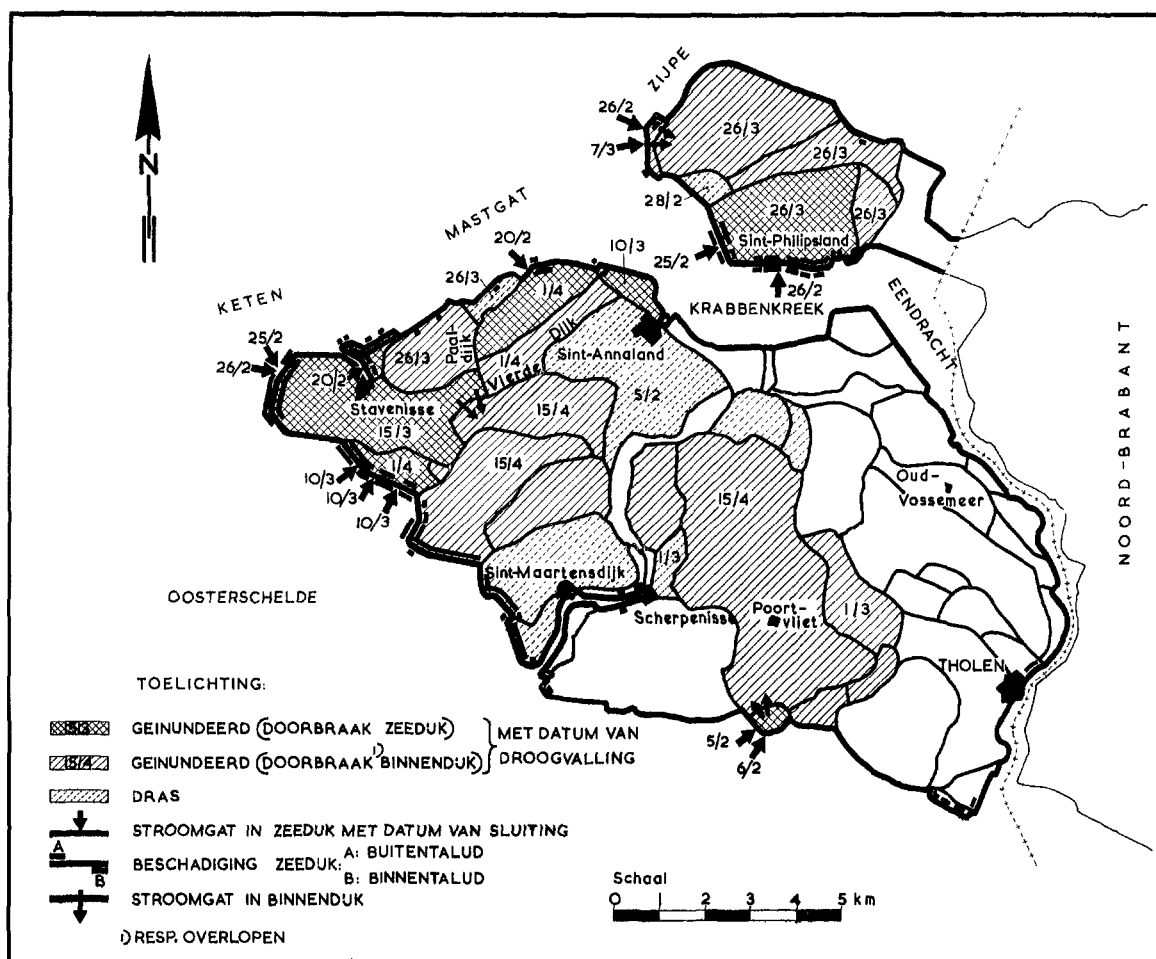 N
ZIJPE
26/2
7/3
26/3
26/3
28/2
26/3
26/3
Sint-Philipsland
25/2
26/2
MASTGAT
20/2
10/3
26/3
1/4
KRABBENKREEK
EENDRACHT
KETEN
Paal-
dijk
Dijk
25/2
26/2
20/2
26/3
1/4
Vierde
Sint-Annaland
5/2
Stavenisse
15/3
15/4
NOORD-BRABANT
10/3
10/3
10/3
1/4
15/4
15/4
Oud-
Vossemeer
1/3
Sint-Maartensdijk
OOSTERSCHELDE
Scherpenisse
Poort-
vliet
1/3
THOLEN
5/2
6/2
TOELICHTING:
15/3 GEINUNDEERD (DOORBRAAK ZEEDIJK)
15/4 GEINUNDEERD (DOORBRAAK 1) BINNENDIJK)
MET DATUM VAN
DROOGVALLING
DRAS
STROOMGAT IN ZEEDIJK MET DATUM VAN SLUITING
A B BESCHADIGING ZEEDIJK: A: BUITENTALUD
B: BINNENTALUD
STROOMGAT IN BINNENDIJK
1) RESP. OVERLOPEN
Schaal
0 1 2 3 4 5 km